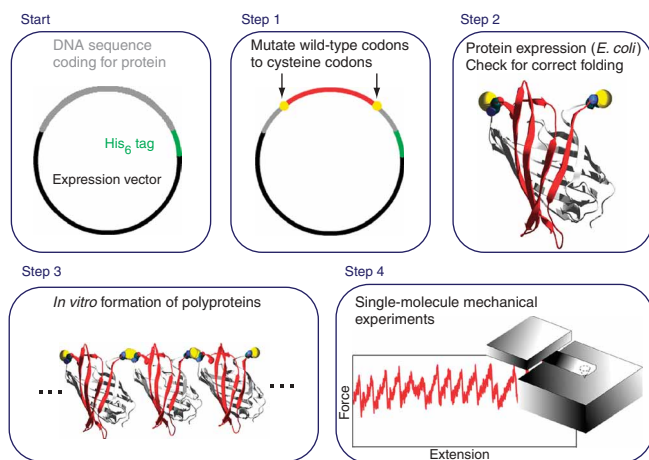 Start
DNA sequence
coding for protein
His6 tag
Expression vector
Step 1
Mutate wild-type codons
to cysteine codons
Step 2
Protein expression (E. coli)
Check for correct folding
Step 3
In vitro formation of polyproteins
Step 4
Single-molecule mechanical
experiments
Force
Extension